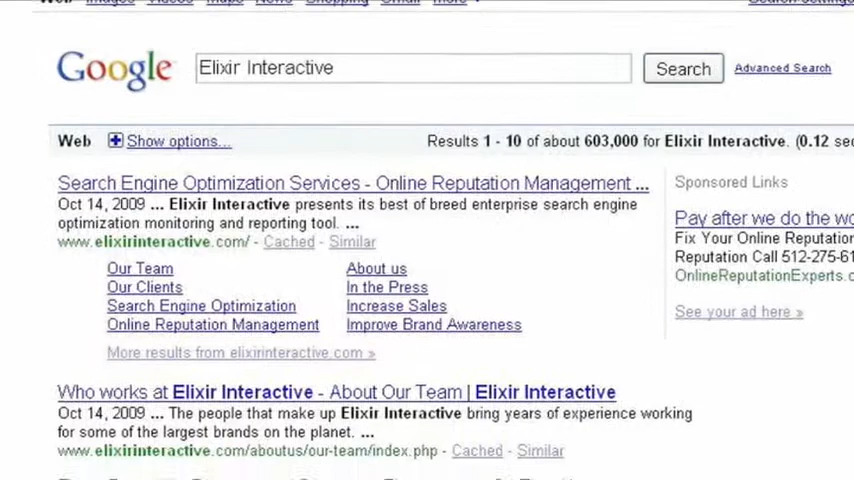 Web Images Videos Maps News Shopping Gmail more
Search settings
Google
Elixir Interactive
Search
Advanced Search
Web
Show options...
Results 1 - 10 of about 603,000 for Elixir Interactive. (0.12 sec
Search Engine Optimization Services - Online Reputation Management ...
Oct 14, 2009 ... Elixir Interactive presents its best of breed enterprise search engine
optimization monitoring and reporting tool. ...
www.elixirinteractive.com/ - Cached - Similar
Our Team
About us
Our Clients
In the Press
Search Engine Optimization
Increase Sales
Online Reputation Management
Improve Brand Awareness
More results from elixirinteractive.com »
Sponsored Links
Pay after we do the wo
Fix Your Online Reputation
Reputation Call 512-275-61
OnlineReputationExperts.c
See your ad here »
Who works at Elixir Interactive - About Our Team | Elixir Interactive
Oct 14, 2009 ... The people that make up Elixir Interactive bring years of experience working
for some of the largest brands on the planet. ...
www.elixirinteractive.com/aboutus/our-team/index.php - Cached - Similar